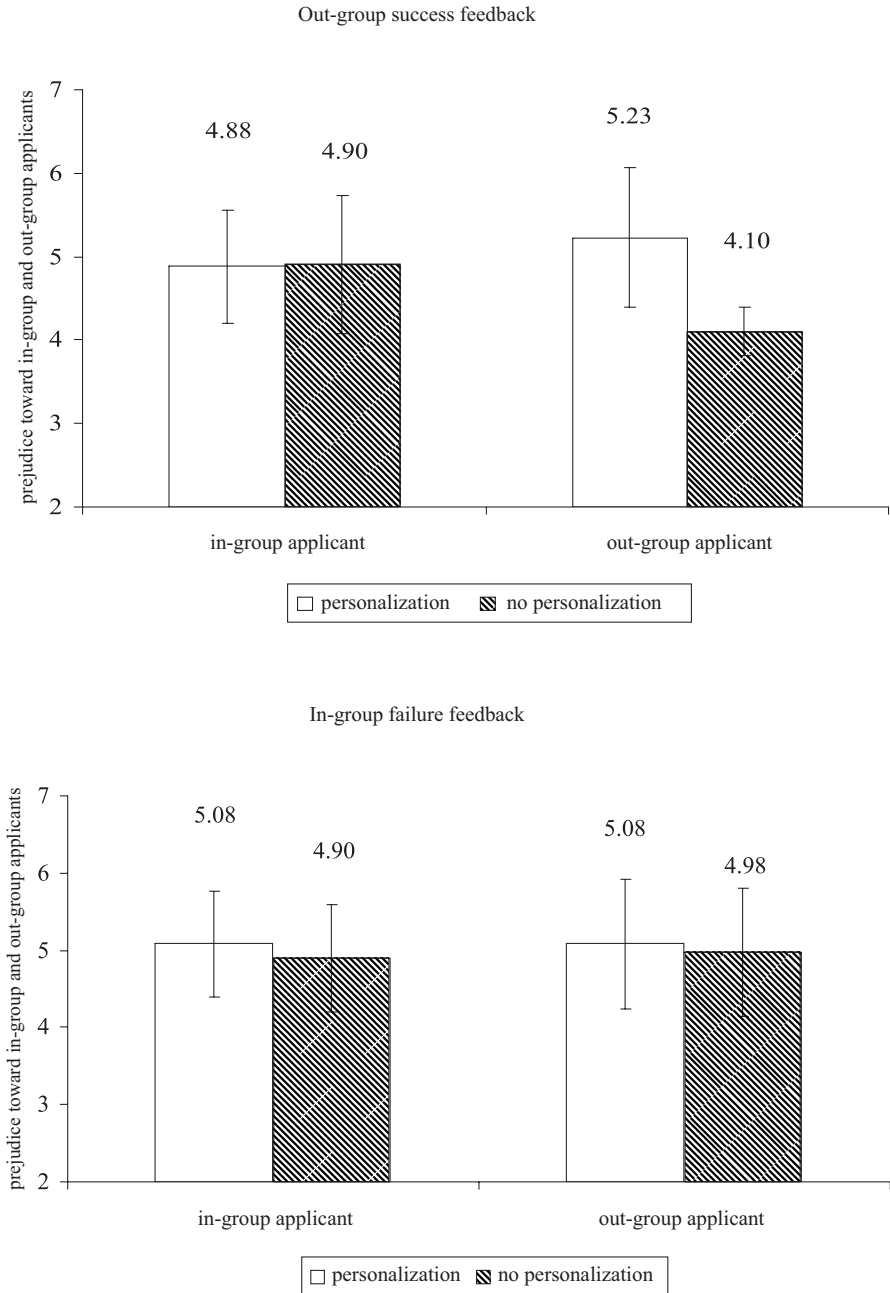 Out-group success feedback
prejudice toward in-group and out-group applicants
7
6
5
4
3
2
4.88
4.90
5.23
4.10
in-group applicant
out-group applicant
personalization
no personalization
In-group failure feedback
prejudice toward in-group and out-group applicants
7
6
5
4
3
2
5.08
4.90
5.08
4.98
in-group applicant
out-group applicant
personalization
no personalization